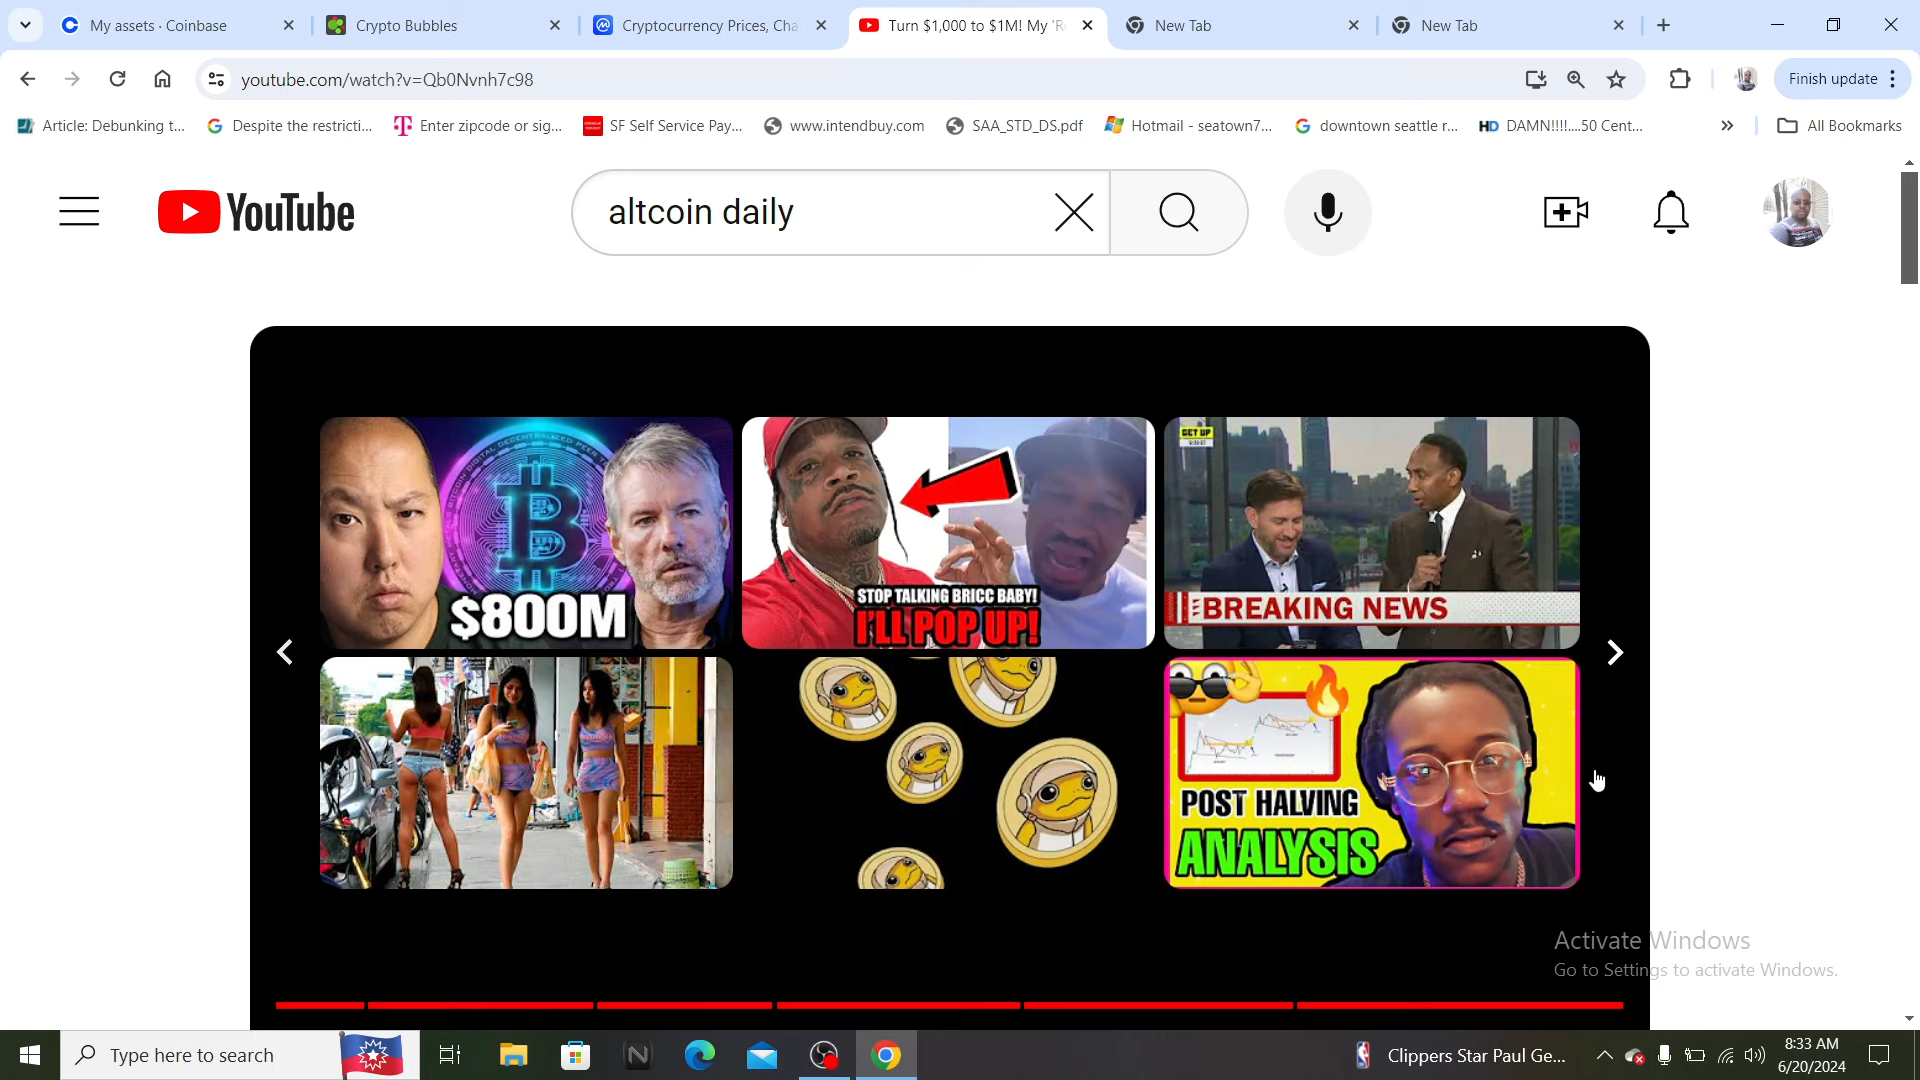 My assets · Coinbase
Crypto Bubbles
Cryptocurrency Prices, Cha
Turn $1,000 to $1M! My 'R
New Tab
New Tab
youtube.com/watch?v=Qb0Nvnh7c98
Finish update
Article: Debunking t...
Despite the restricti...
Enter zipcode or sig...
SF Self Service Pay...
www.intendbuy.com
SAA_STD_DS.pdf
Hotmail - seatown7...
downtown seattle r...
HD DAMN!!!!....50 Cent...
All Bookmarks
YouTube
altcoin daily
$800M
STOP TALKING BRICC BABY!
I'LL POP UP!
GET UP
BREAKING NEWS
POST HALVING
ANALYSIS
Activate Windows
Go to Settings to activate Windows.
Type here to search
Clippers Star Paul Ge...
8:33 AM
6/20/2024